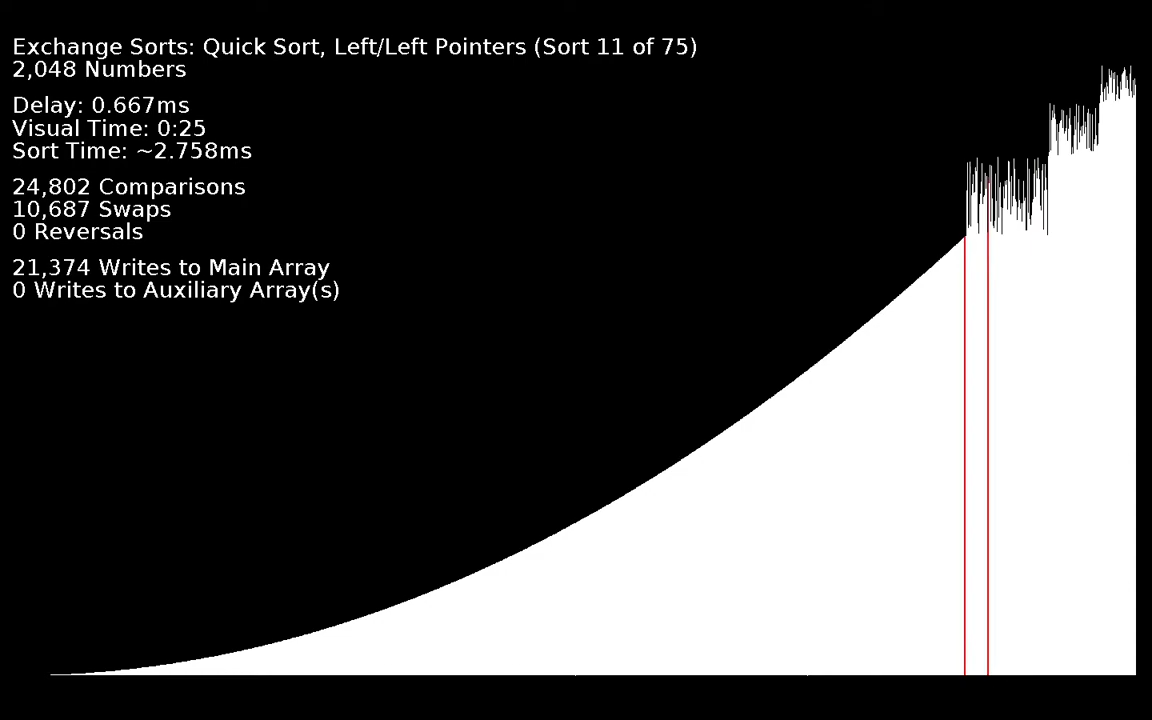 Exchange Sorts: Quick Sort, Left/Left Pointers (Sort 11 of 75)
2,048 Numbers
Delay: 0.667ms
Visual Time: 0:25
Sort Time: ~2.758ms
24,802 Comparisons
10,687 Swaps
0 Reversals
21,374 Writes to Main Array
0 Writes to Auxiliary Array(s)